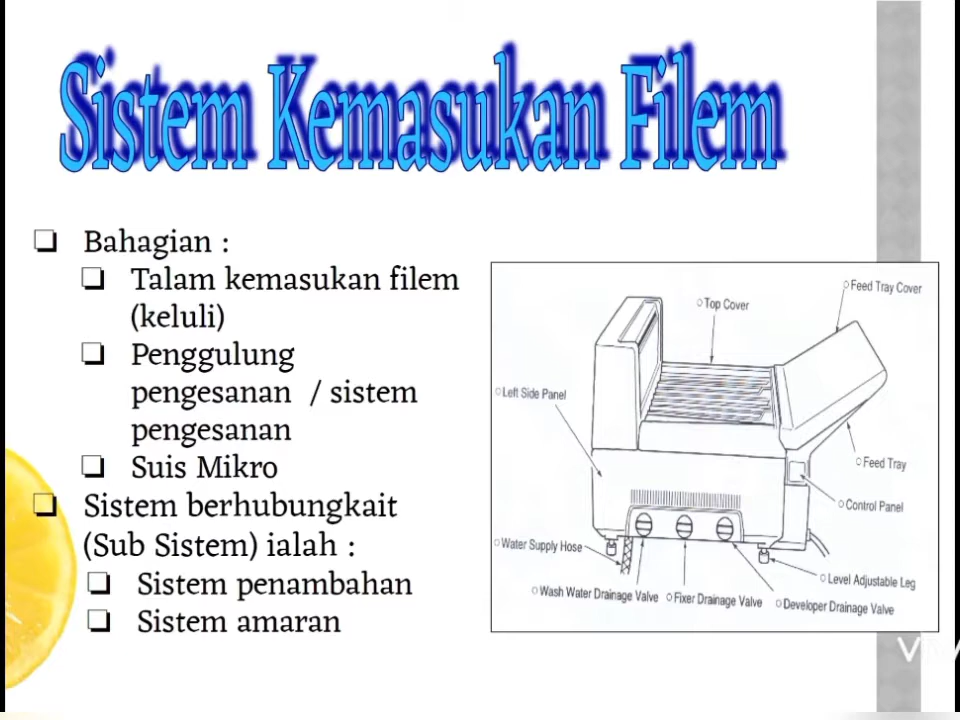 Sistem Kemasukan Filem
Bahagian :
Talam kemasukan filem
(keluli)
Penggulung
pengesanan / sistem
pengesanan
Suis Mikro
Sistem berhubungkait
(Sub Sistem) ialah :
Sistem penambahan
Sistem amaran
Feed Tray Cover
Top Cover
Left Side Panel
Feed Tray
Control Panel
Water Supply Hose
Level Adjustable Leg
Wash Water Drainage Valve
Fixer Drainage Valve
Developer Drainage Valve